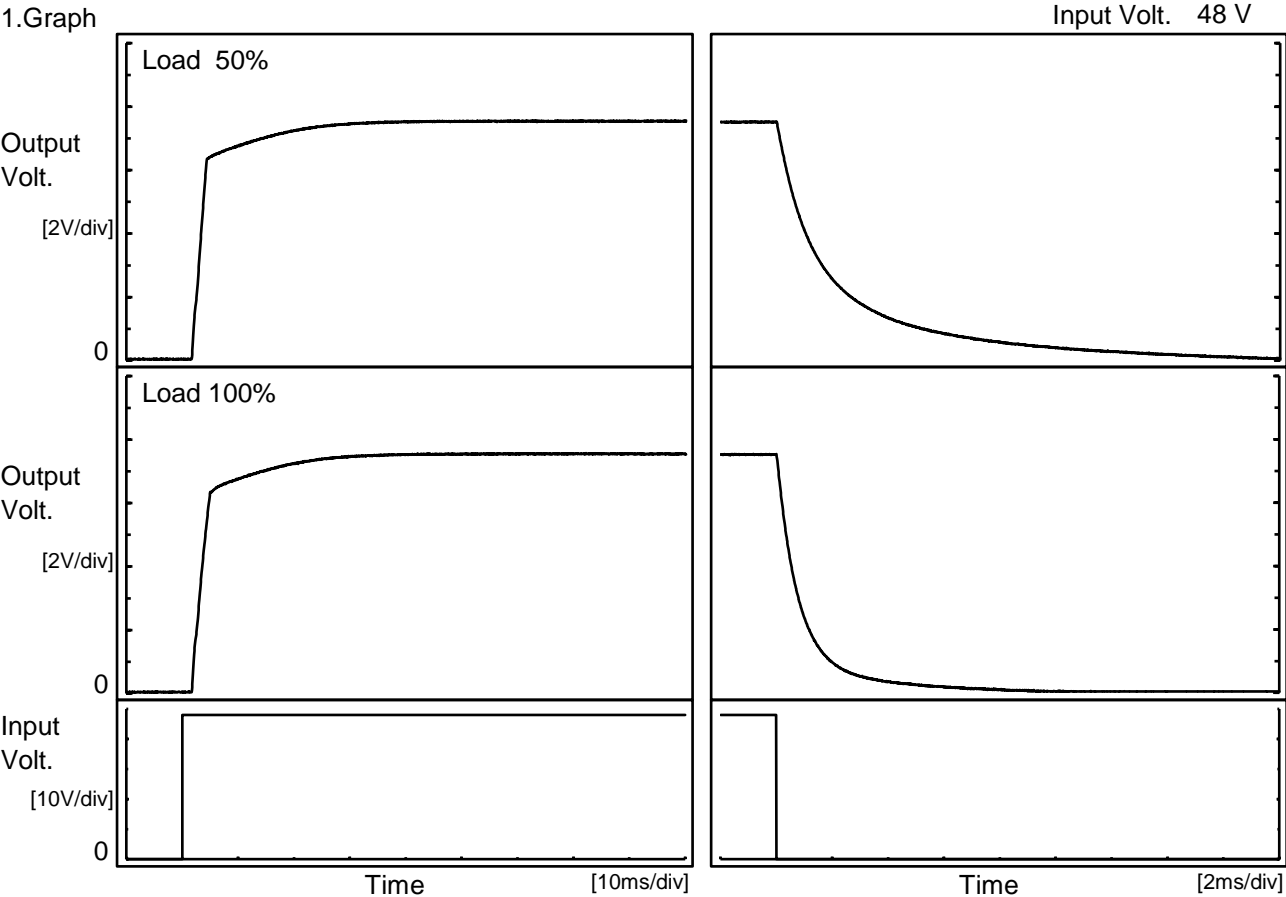 1.Graph
Input Volt. 48 V
Load 50%
Output
Volt.
[2V/div]
0
Load 100%
Output
Volt.
[2V/div]
0
Input
Volt.
[10V/div]
0
Time [10ms/div]
Time [2ms/div]